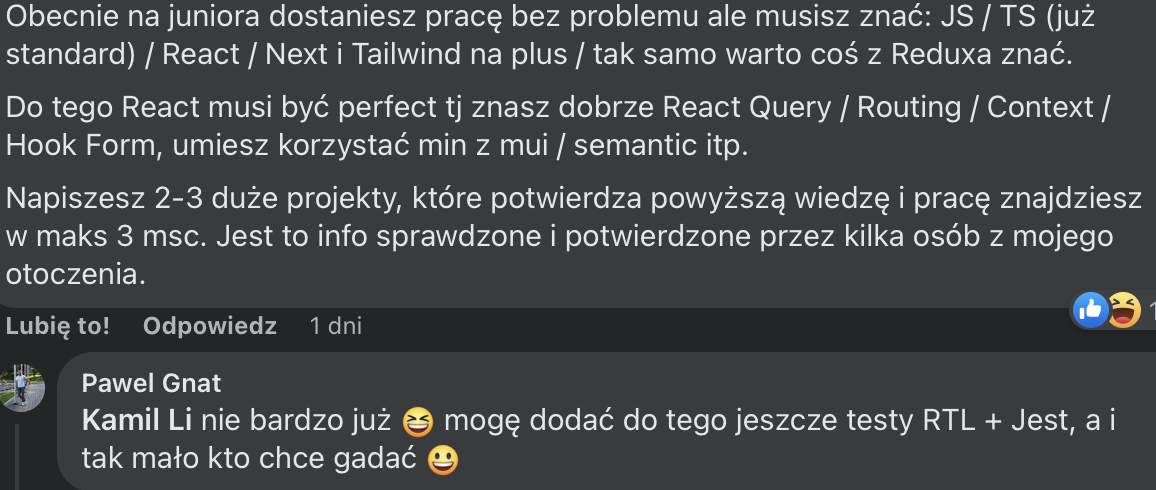 Obecnie na juniora dostaniesz pracę bez problemu ale musisz znać: JS / TS (już
standard) / React / Next i Tailwind na plus / tak samo warto coś z Reduxa znać.
Do tego React musi być perfect tj znasz dobrze React Query / Routing / Context /
Hook Form, umiesz korzystać min z mui / semantic itp.
Napiszesz 2-3 duże projekty, które potwierdza powyższą wiedzę i pracę znajdziesz
w maks 3 msc. Jest to info sprawdzone i potwierdzone przez kilka osób z mojego
otoczenia.
Lubię to! Odpowiedz 1 dni
Pawel Gnat
Kamil Li nie bardzo już 😆 mogę dodać do tego jeszcze testy RTL + Jest, a i
tak mało kto chce gadać 😀